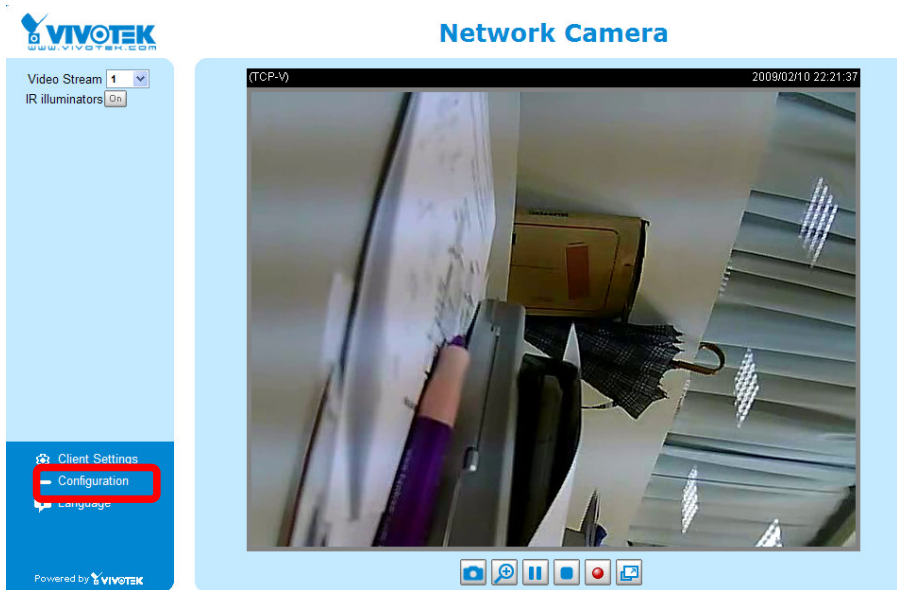 VIVOTEK
www.vivotek.com
Network Camera
Video Stream 1
IR illuminators On
(TCP-V) 2009/02/10 22:21:37
Client Settings
Configuration
Language
Powered by VIVOTEK